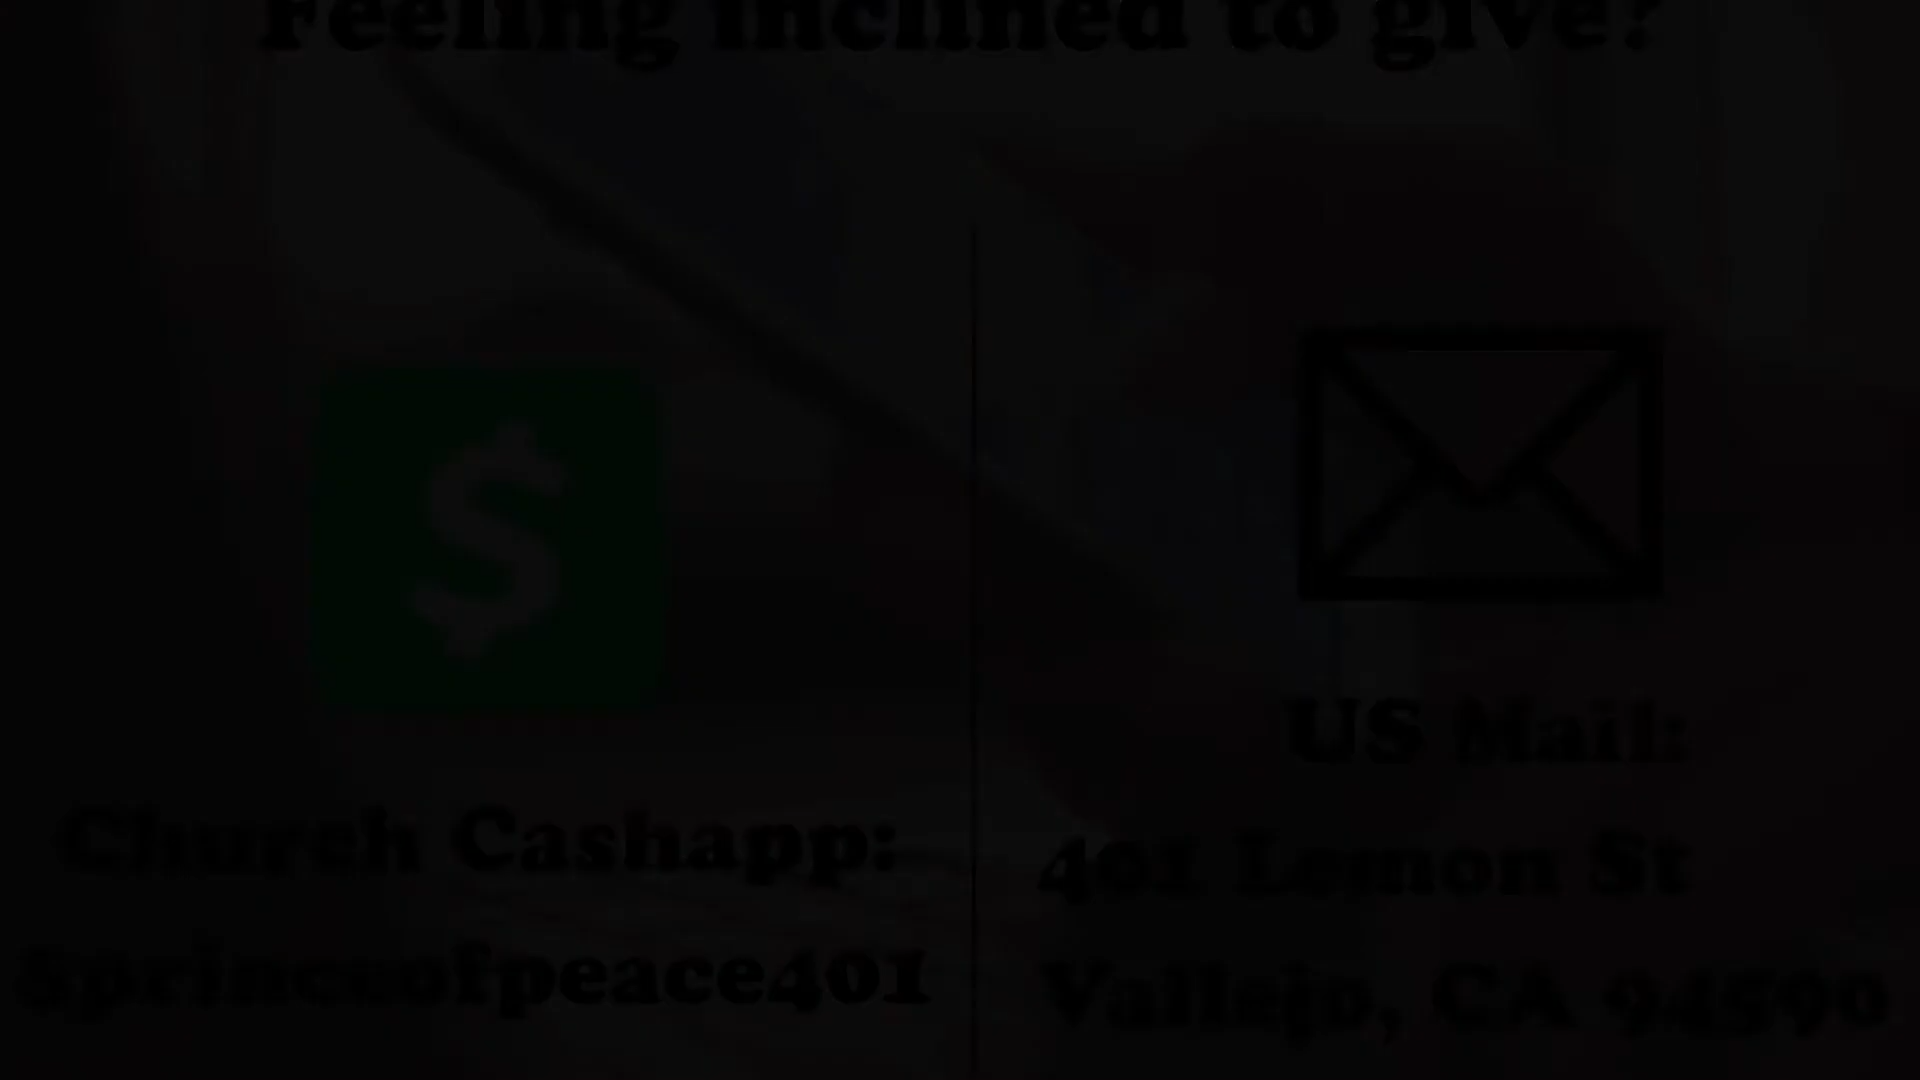 Feeling inclined to give?
$
Church Cashapp:
$princeofpeace401
US Mail:
401 Lemon St
Vallejo, CA 94590